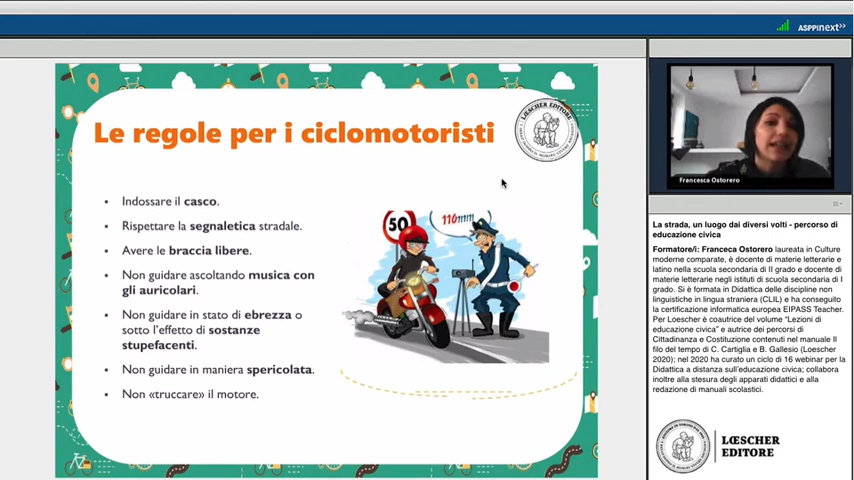 ASPPInext>>
Le regole per i ciclomotoristi
LŒSCHER EDITORE
Indossare il casco.
Rispettare la segnaletica stradale.
Avere le braccia libere.
Non guidare ascoltando musica con
gli auricolari.
Non guidare in stato di ebrezza o
sotto l'effetto di sostanze
stupefacenti.
Non guidare in maniera spericolata.
Non «truccare» il motore.
50
Francesca Ostorero
La strada, un luogo dai diversi volti - percorso di
educazione civica
Formatore/i: Franceca Ostorero laureata in Culture
moderne comparate, è docente di materie letterarie e
latino nella scuola secondaria di II grado e docente di
materie letterarie negli istituti di scuola secondaria di I
grado. Si è formata in Didattica delle discipline non
linguistiche in lingua straniera (CLIL) e ha conseguito
la certificazione informatica europea EIPASS Teacher.
Per Loescher è coautrice del volume “Lezioni di
educazione civica” e autrice dei percorsi di
Cittadinanza e Costituzione contenuti nel manuale Il
filo del tempo di C. Cartiglia e B. Gallesio (Loescher
2020); nel 2020 ha curato un ciclo di 16 webinar per la
Didattica a distanza sull'educazione civica; collabora
inoltre alla stesura degli apparati didattici e alla
redazione di manuali scolastici.
LŒSCHER
EDITORE